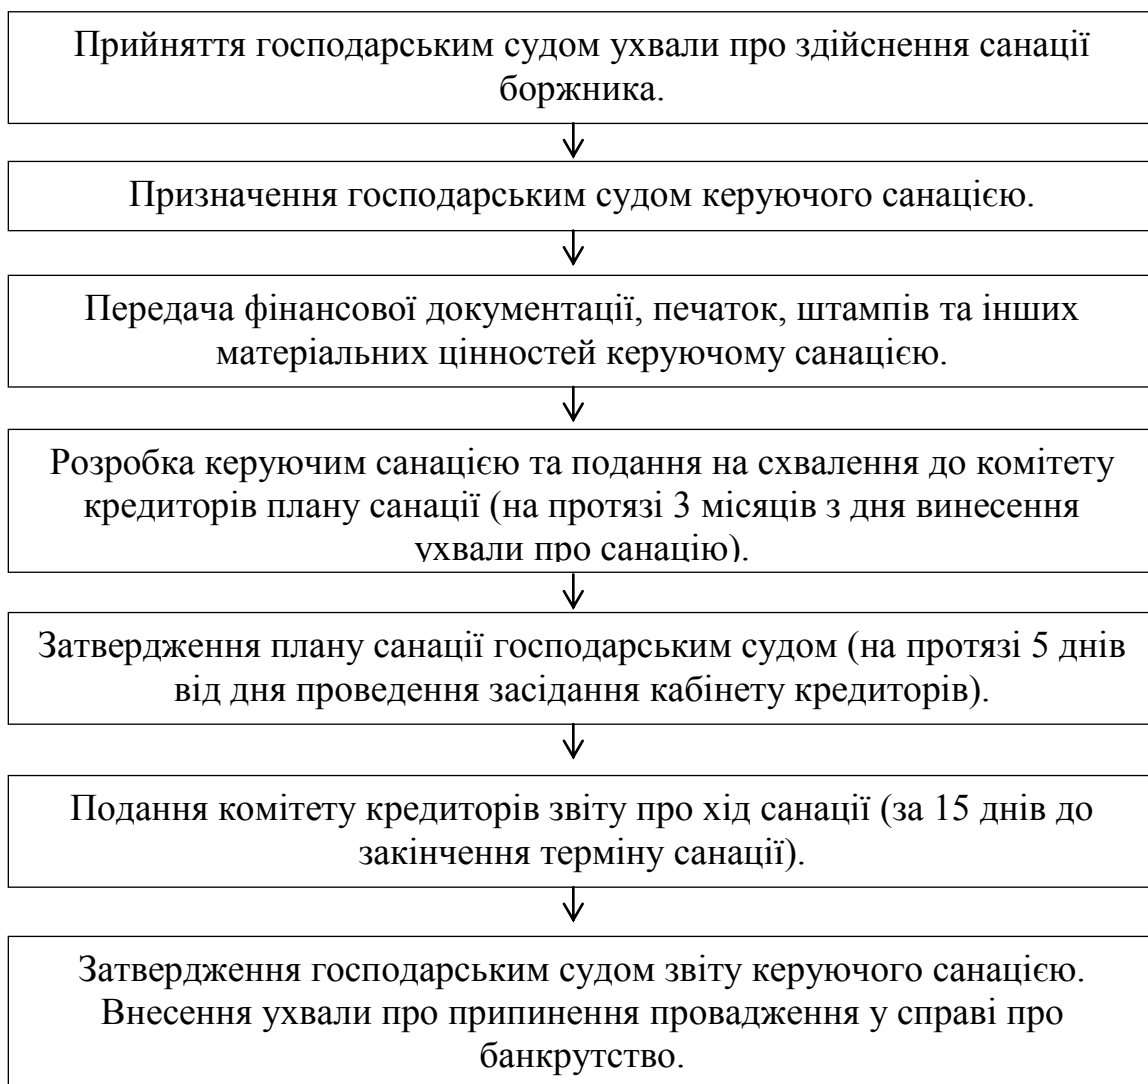 Прийняття господарським судом ухвали про здійснення санації
боржника.
Призначення господарським судом керуючого санацією.
Передача фінансової документації, печаток, штампів та інших
матеріальних цінностей керуючому санацією.
Розробка керуючим санацією та подання на схвалення до комітету
кредиторів плану санації (на протязі 3 місяців з дня винесення
ухвали про санацію).
Затвердження плану санації господарським судом (на протязі 5 днів
від дня проведення засідання кабінету кредиторів).
Подання комітету кредиторів звіту про хід санації (за 15 днів до
закінчення терміну санації).
Затвердження господарським судом звіту керуючого санацією.
Внесення ухвали про припинення провадження у справі про
банкрутство.